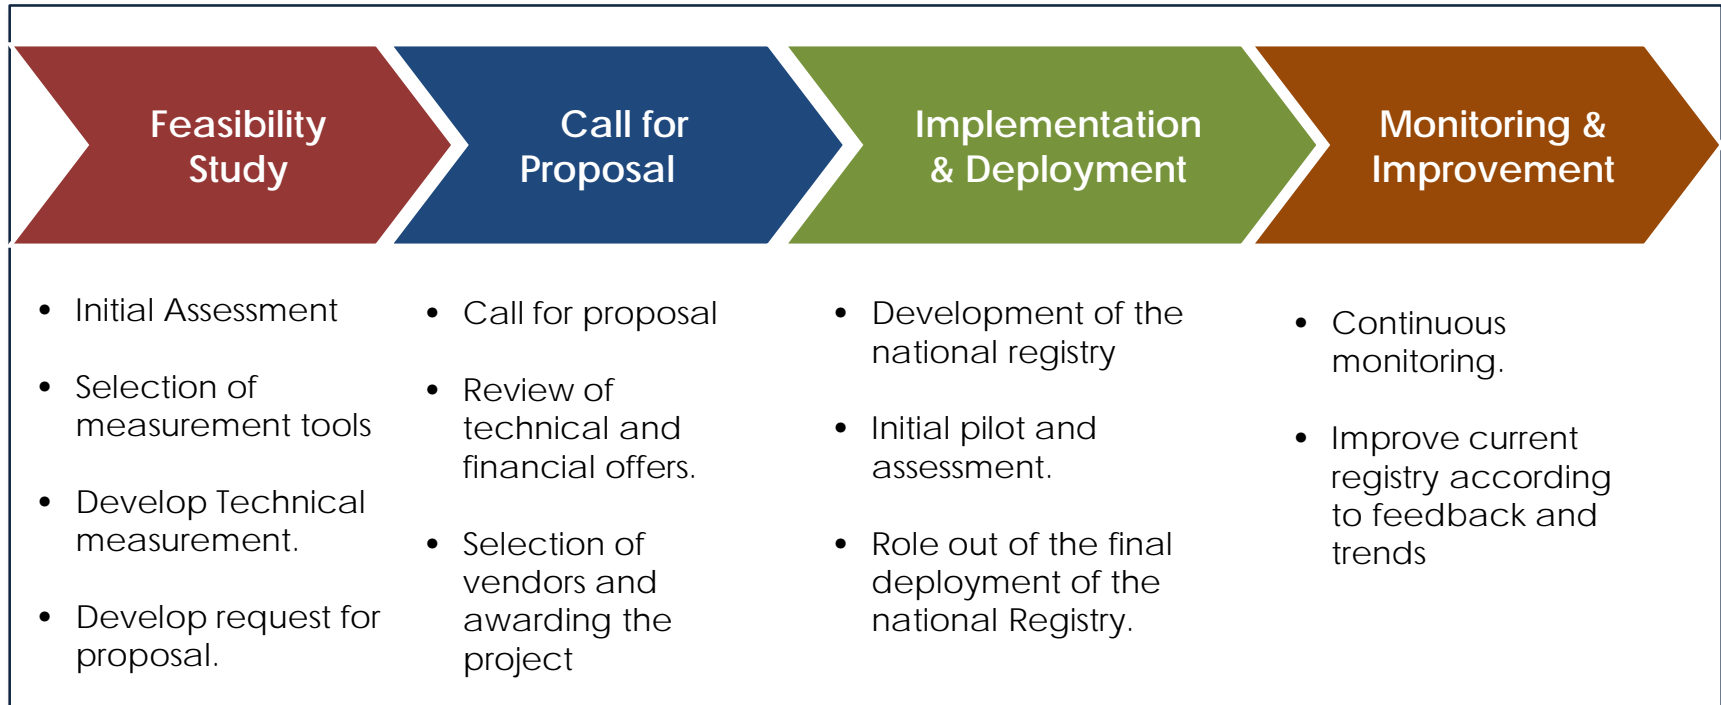 Feasibility
Study
Call for
Proposal
Implementation
& Deployment
Monitoring &
Improvement
• Initial Assessment
• Selection of
measurement tools
• Develop Technical
measurement.
• Develop request for
proposal.
• Call for proposal
• Review of
technical and
financial offers.
• Selection of
vendors and
awarding the
project
• Development of the
national registry
• Initial pilot and
assessment.
• Role out of the final
deployment of the
national Registry.
• Continuous
monitoring.
• Improve current
registry according
to feedback and
trends